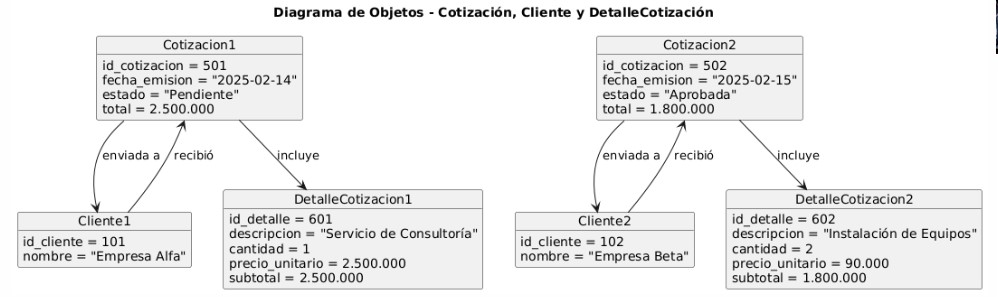 Diagrama de Objetos - Cotización, Cliente y DetalleCotización
Cotizacion1
id_cotizacion = 501
fecha_emision = "2025-02-14"
estado = "Pendiente"
total = 2.500.000
Cotizacion2
id_cotizacion = 502
fecha_emision = "2025-02-15"
estado = "Aprobada"
total = 1.800.000
enviada a
recibió
incluye
enviada a
recibió
incluye
Cliente1
id_cliente = 101
nombre = "Empresa Alfa"
DetalleCotizacion1
id_detalle = 601
descripcion = "Servicio de Consultoría"
cantidad = 1
precio_unitario = 2.500.000
subtotal = 2.500.000
Cliente2
id_cliente = 102
nombre = "Empresa Beta"
DetalleCotizacion2
id_detalle = 602
descripcion = "Instalación de Equipos"
cantidad = 2
precio_unitario = 90.000
subtotal = 1.800.000